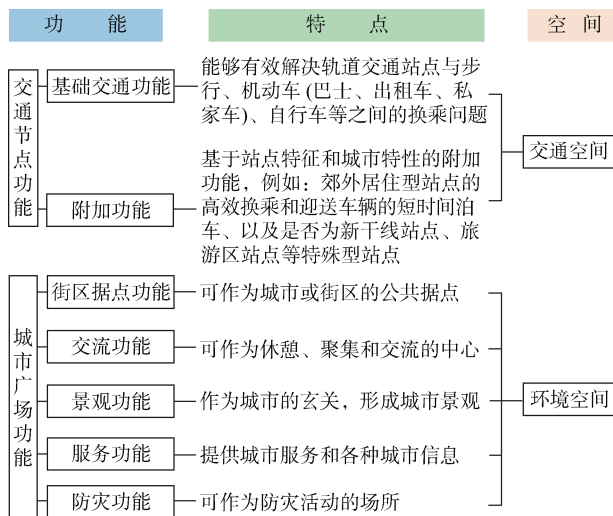 功 能
特 点
空 间
交通节点功能
基础交通功能
能够有效解决轨道交通站点与步
行、机动车(巴士、出租车、私
家车)、自行车等之间的换乘问题
附加功能
基于站点特征和城市特性的附加
功能，例如：郊外居住型站点的
高效换乘和迎送车辆的短时间泊
车、以及是否为新干线站点、旅
游区站点等特殊型站点
交通空间
城市广场功能
街区据点功能
可作为城市或街区的公共据点
交流功能
可作为休憩、聚集和交流的中心
景观功能
作为城市的玄关，形成城市景观
服务功能
提供城市服务和各种城市信息
防灾功能
可作为防灾活动的场所
环境空间